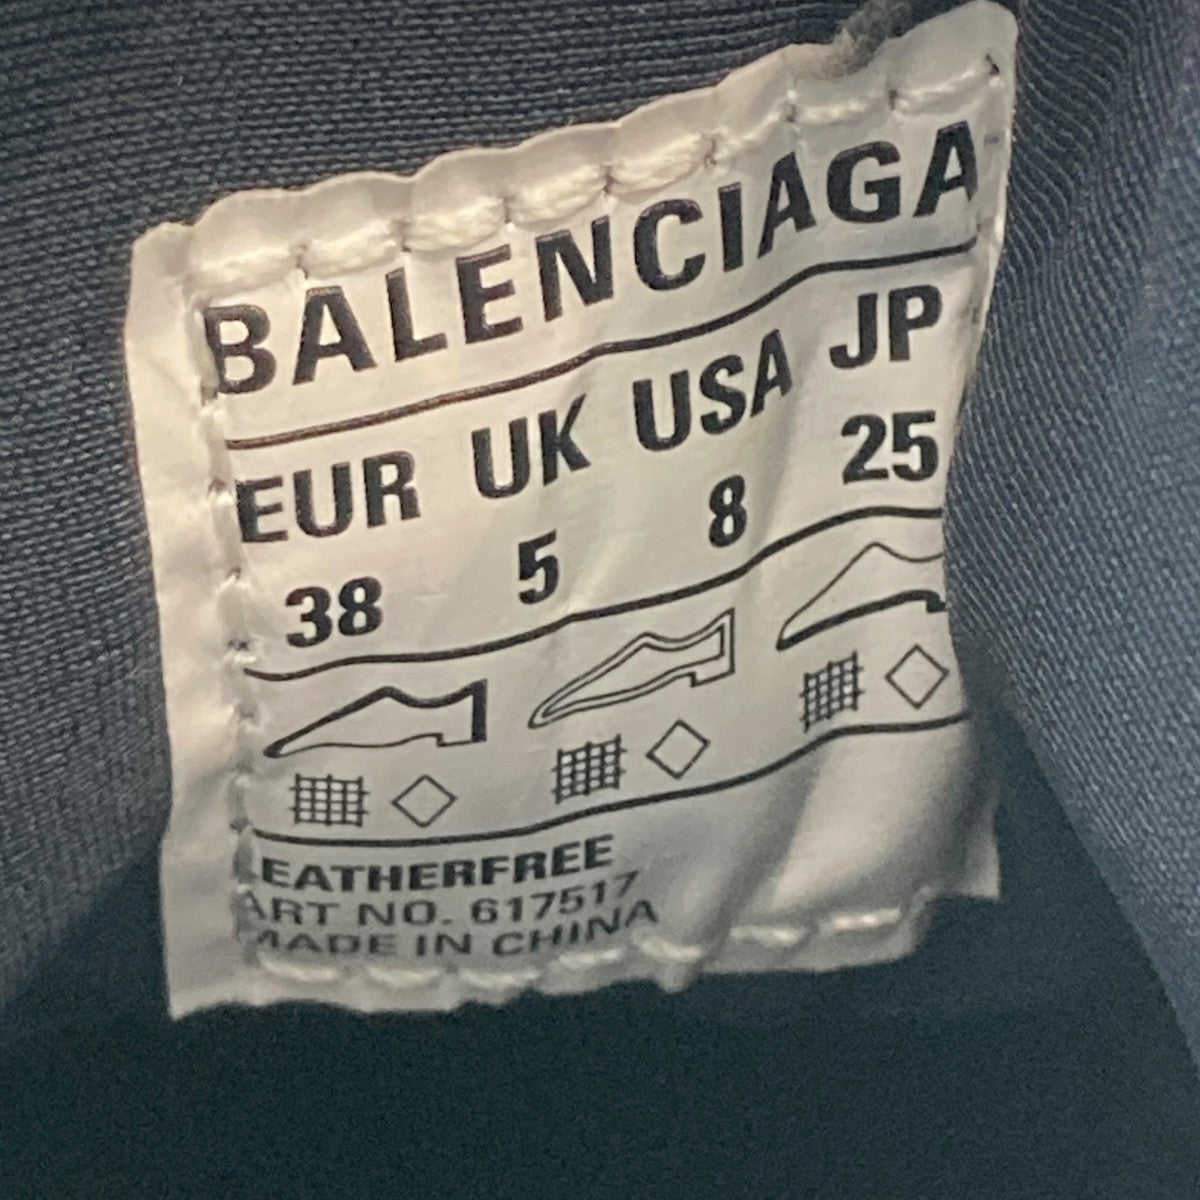 BALENCIAGA
EUR UK USA JP
38 5 8 25
LEATHERFREE
ART NO. 617517
MADE IN CHINA